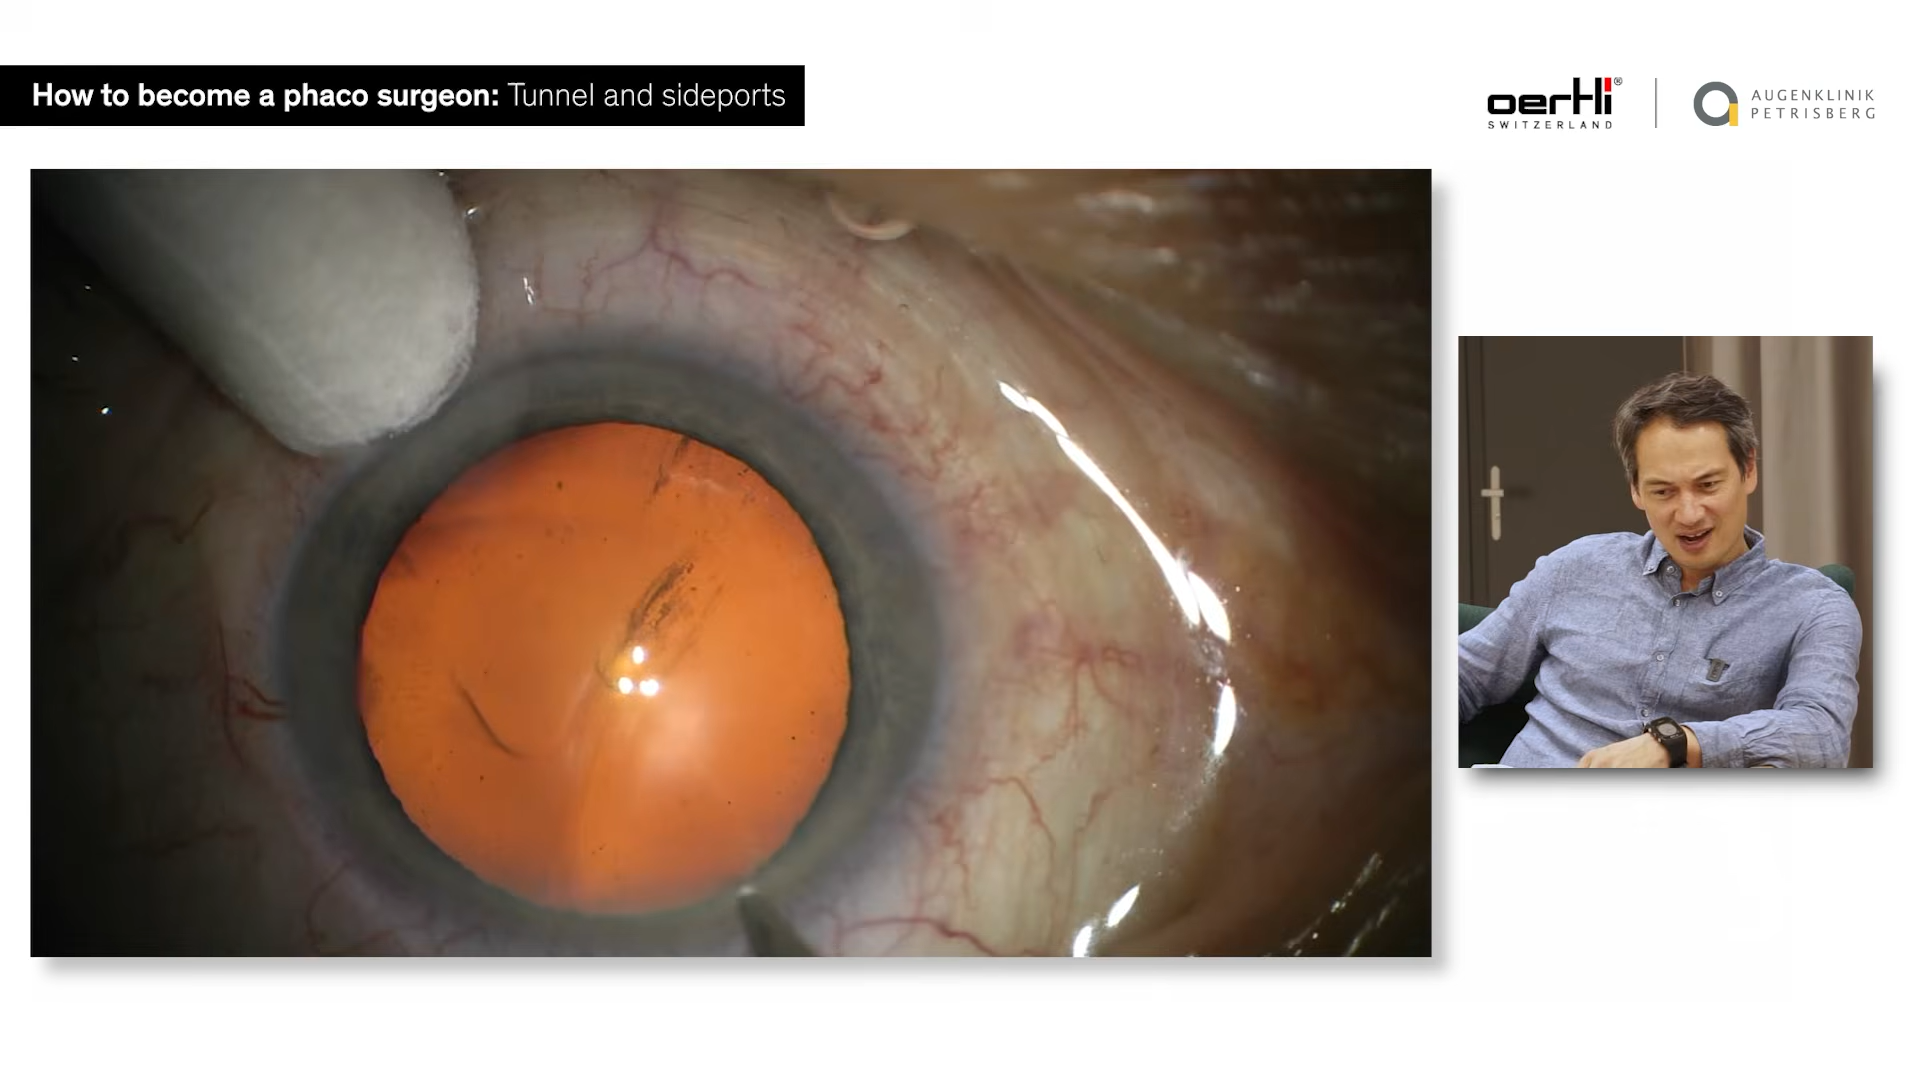 How to become a phaco surgeon: Tunnel and sideports
oertli®
SWITZERLAND
AUGENKLINIK
PETRISBERG